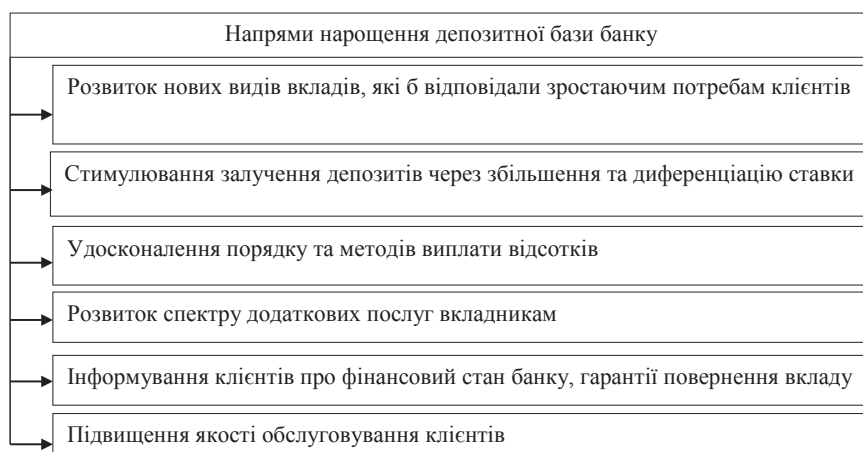 Напрями нарощення депозитної бази банку
Розвиток нових видів вкладів, які б відповідали зростаючим потребам клієнтів
Стимулювання залучення депозитів через збільшення та диференціацію ставки
Удосконалення порядку та методів виплати відсотків
Розвиток спектру додаткових послуг вкладникам
Інформування клієнтів про фінансовий стан банку, гарантії повернення вкладу
Підвищення якості обслуговування клієнтів